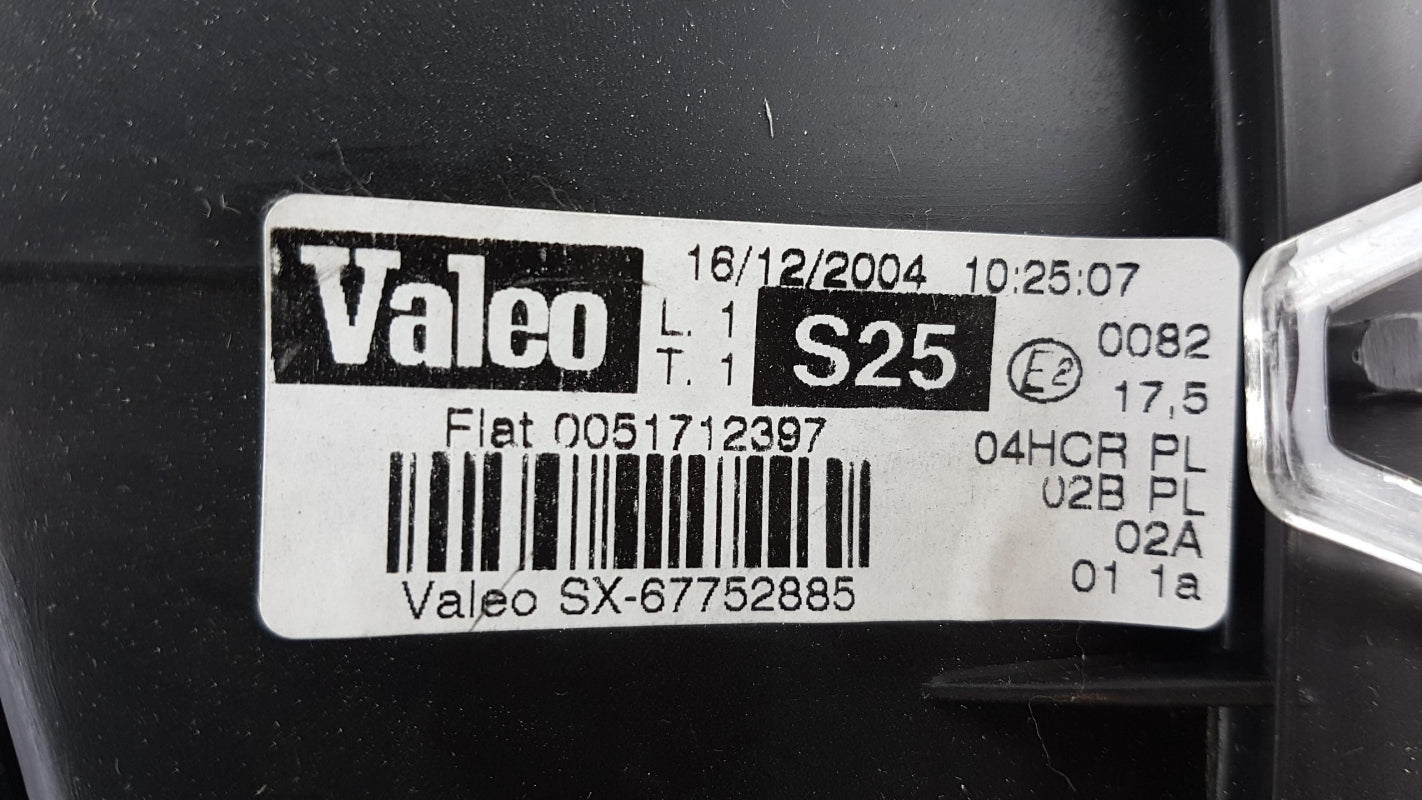 Valeo
16/12/2004 10:25:07
L. 1
T. 1
S25
E2
0082
17,5
Fiat 0051712397
04HCR PL
02B PL
02A
01 1a
Valeo SX-67752885